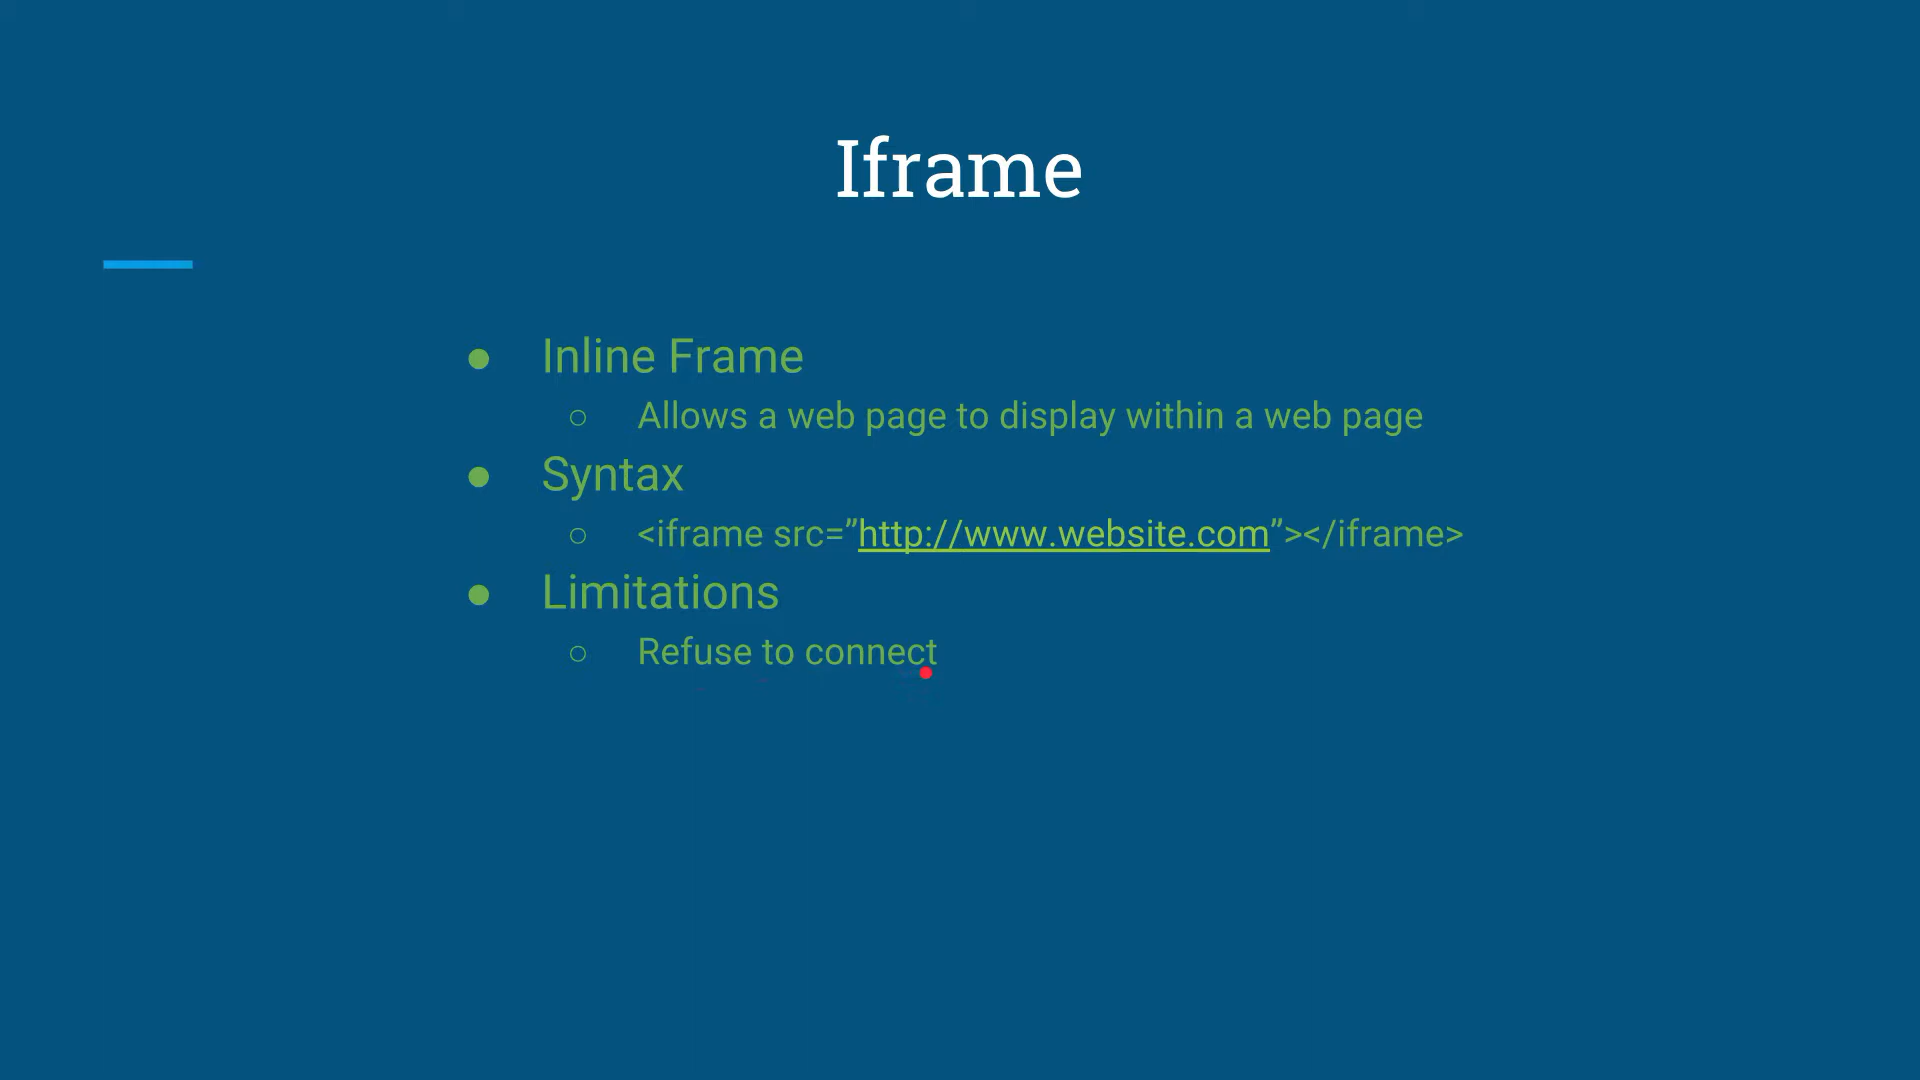 Iframe
● Inline Frame
○ Allows a web page to display within a web page
● Syntax
○ <iframe src=”http://www.website.com”></iframe>
● Limitations
○ Refuse to connect